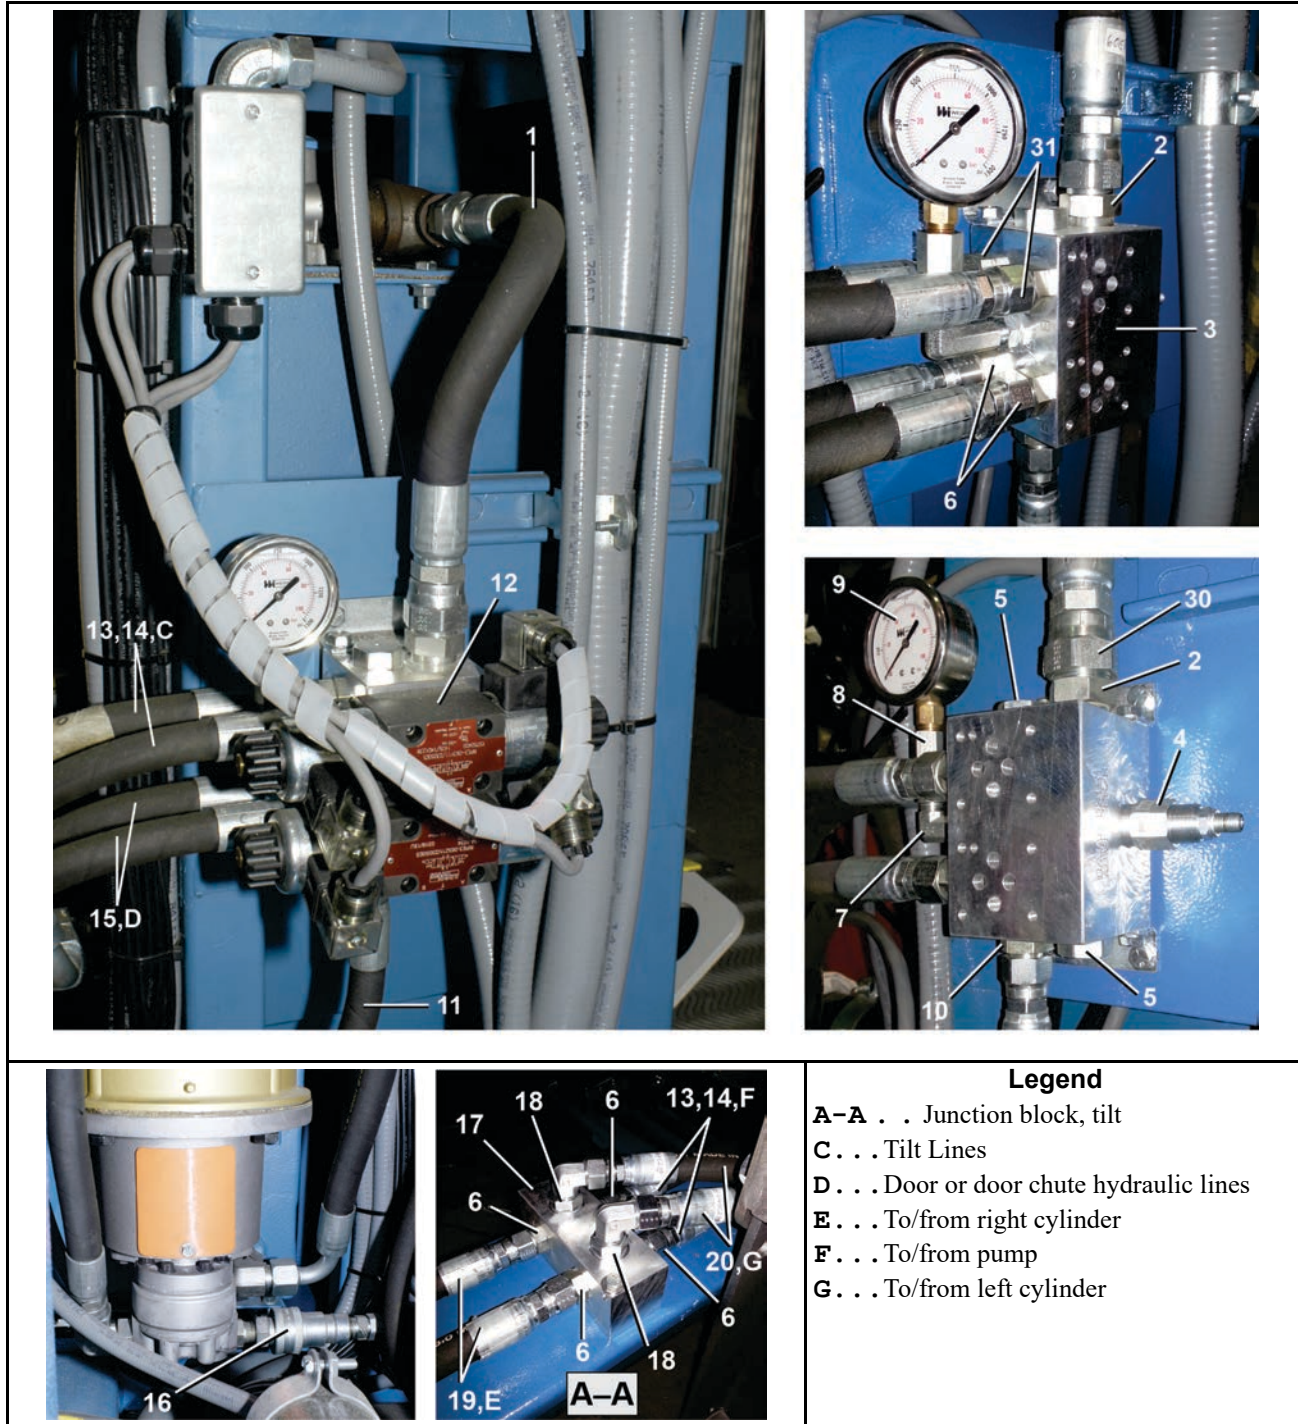 1
12
13,14,C
15,D
11
31
2
3
6
9
5
30
2
8
4
7
10
5
16
18
6
13,14,F
17
6
20,G
6
6
18
19,E
A–A
Legend
A–A . . Junction block, tilt
C. . . Tilt Lines
D. . . Door or door chute hydraulic lines
E. . . To/from right cylinder
F. . . To/from pump
G. . . To/from left cylinder